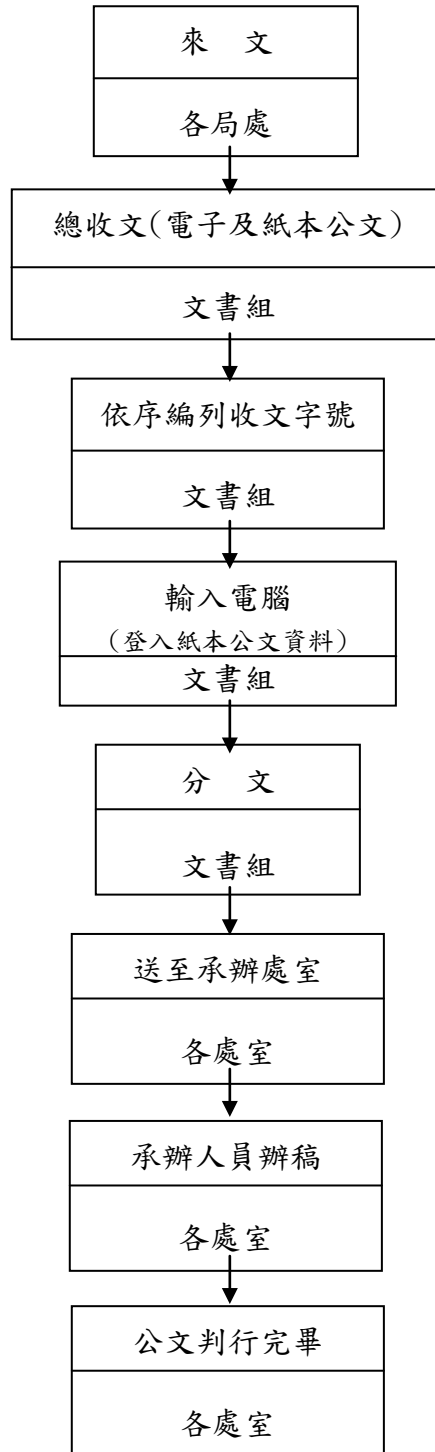 來　文
各局處
總收文(電子及紙本公文)
文書組
依序編列收文字號
文書組
輸入電腦
(登入紙本公文資料)
文書組
分　文
文書組
送至承辦處室
各處室
承辦人員辦稿
各處室
公文判行完畢
各處室